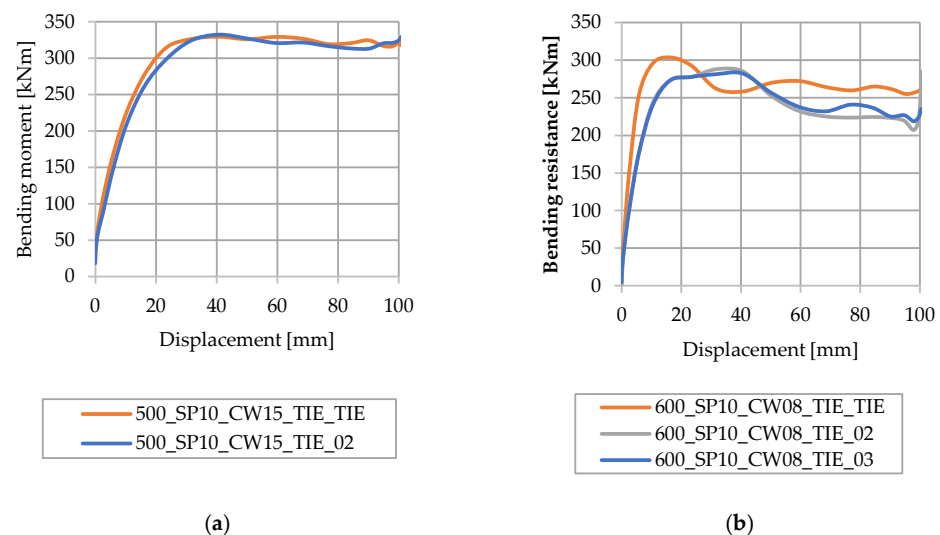 350
300
250
200
150
100
50
0
Bending moment [kNm]
0 20 40 60 80 100
Displacement [mm]
500_SP10_CW15_TIE_TIE
500_SP10_CW15_TIE_02
(a)
350
300
250
200
150
100
50
0
Bending resistance [kNm]
0 20 40 60 80 100
Displacement [mm]
600_SP10_CW08_TIE_TIE
600_SP10_CW08_TIE_02
600_SP10_CW08_TIE_03
(b)